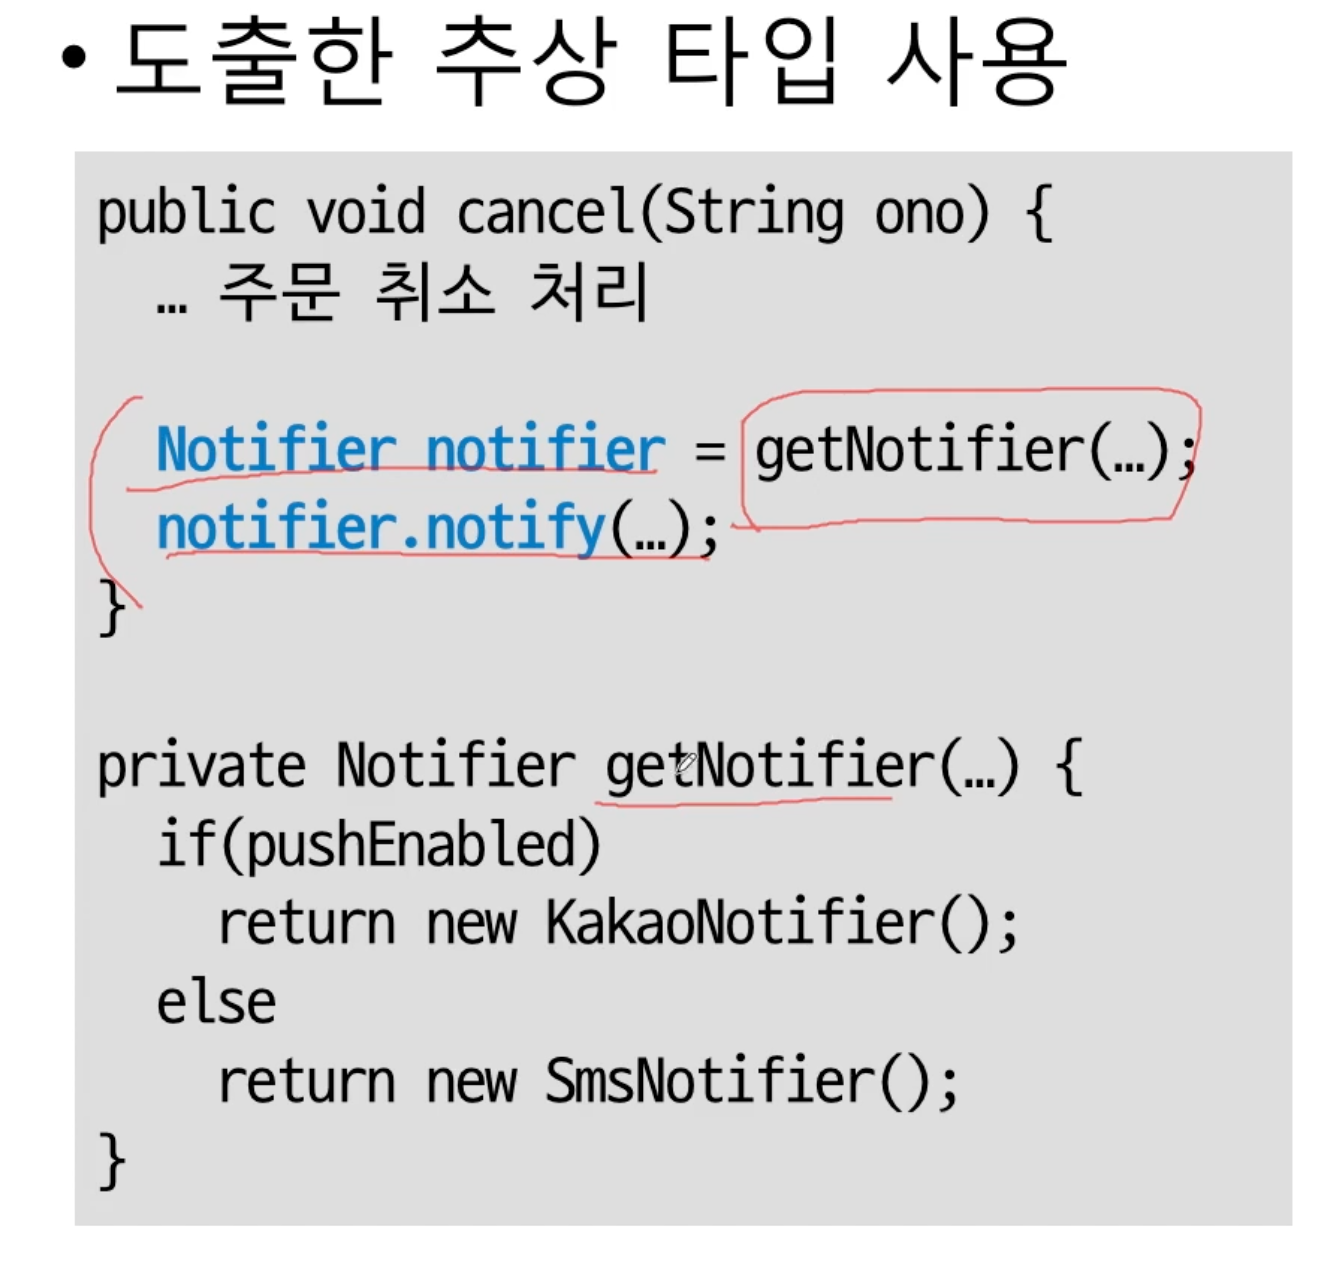 • 도출한 추상 타입 사용
public void cancel(String ono) {
… 주문 취소 처리
Notifier notifier = getNotifier(…);
notifier.notify(…);
}
private Notifier getNotifier(…) {
if(pushEnabled)
return new KakaoNotifier();
else
return new SmsNotifier();
}